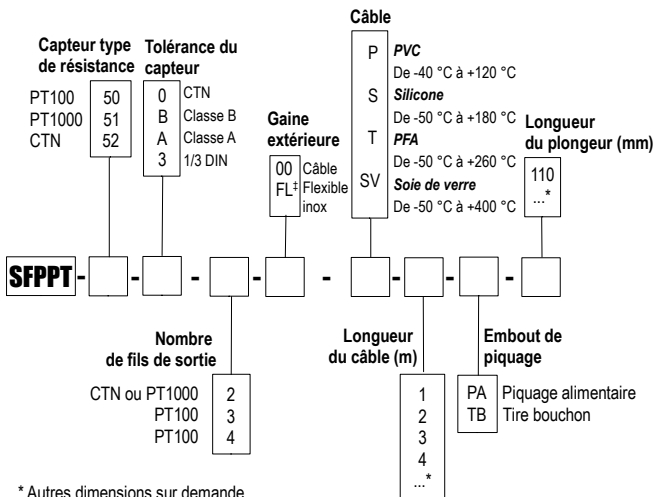 Câble
Capteur type de résistance
PT100 50
PT1000 51
CTN 52
Tolérance du capteur
0 CTN
B Classe B
A Classe A
3 1/3 DIN
Gaine extérieure
00 Câble
FL‡ Flexible inox
P PVC
De -40 °C à +120 °C
S Silicone
De -50 °C à +180 °C
T PFA
De -50 °C à +260 °C
SV Soie de verre
De -50 °C à +400 °C
Longueur du plongeur (mm)
110
...*
SFPPT- - - - - - - -
Nombre de fils de sortie
CTN ou PT1000 2
PT100 3
PT100 4
Longueur du câble (m)
1
2
3
4
...*
Embout de piquage
PA Piquage alimentaire
TB Tire bouchon
* Autres dimensions sur demande